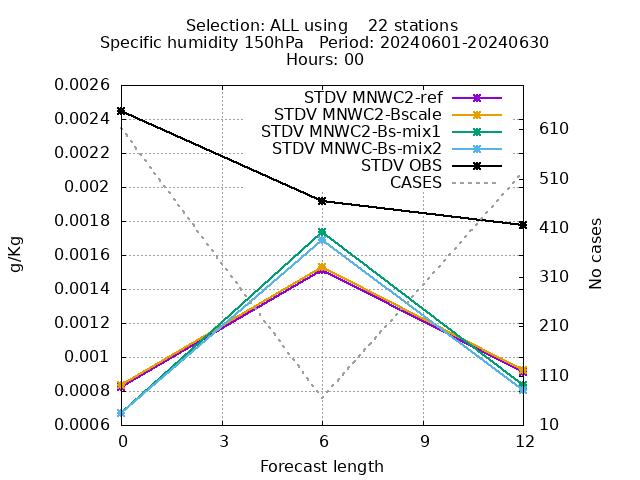 Selection: ALL using    22 stations
Specific humidity 150hPa   Period: 20240601-20240630
Hours: 00
STDV MNWC2-ref
STDV MNWC2-Bscale
STDV MNWC2-Bs-mix1
STDV MNWC-Bs-mix2
STDV OBS
CASES
0.0026
0.0024
0.0022
0.002
0.0018
0.0016
0.0014
0.0012
0.001
0.0008
0.0006
g/Kg
610
510
410
310
210
110
10
No cases
0 3 6 9 12
Forecast length